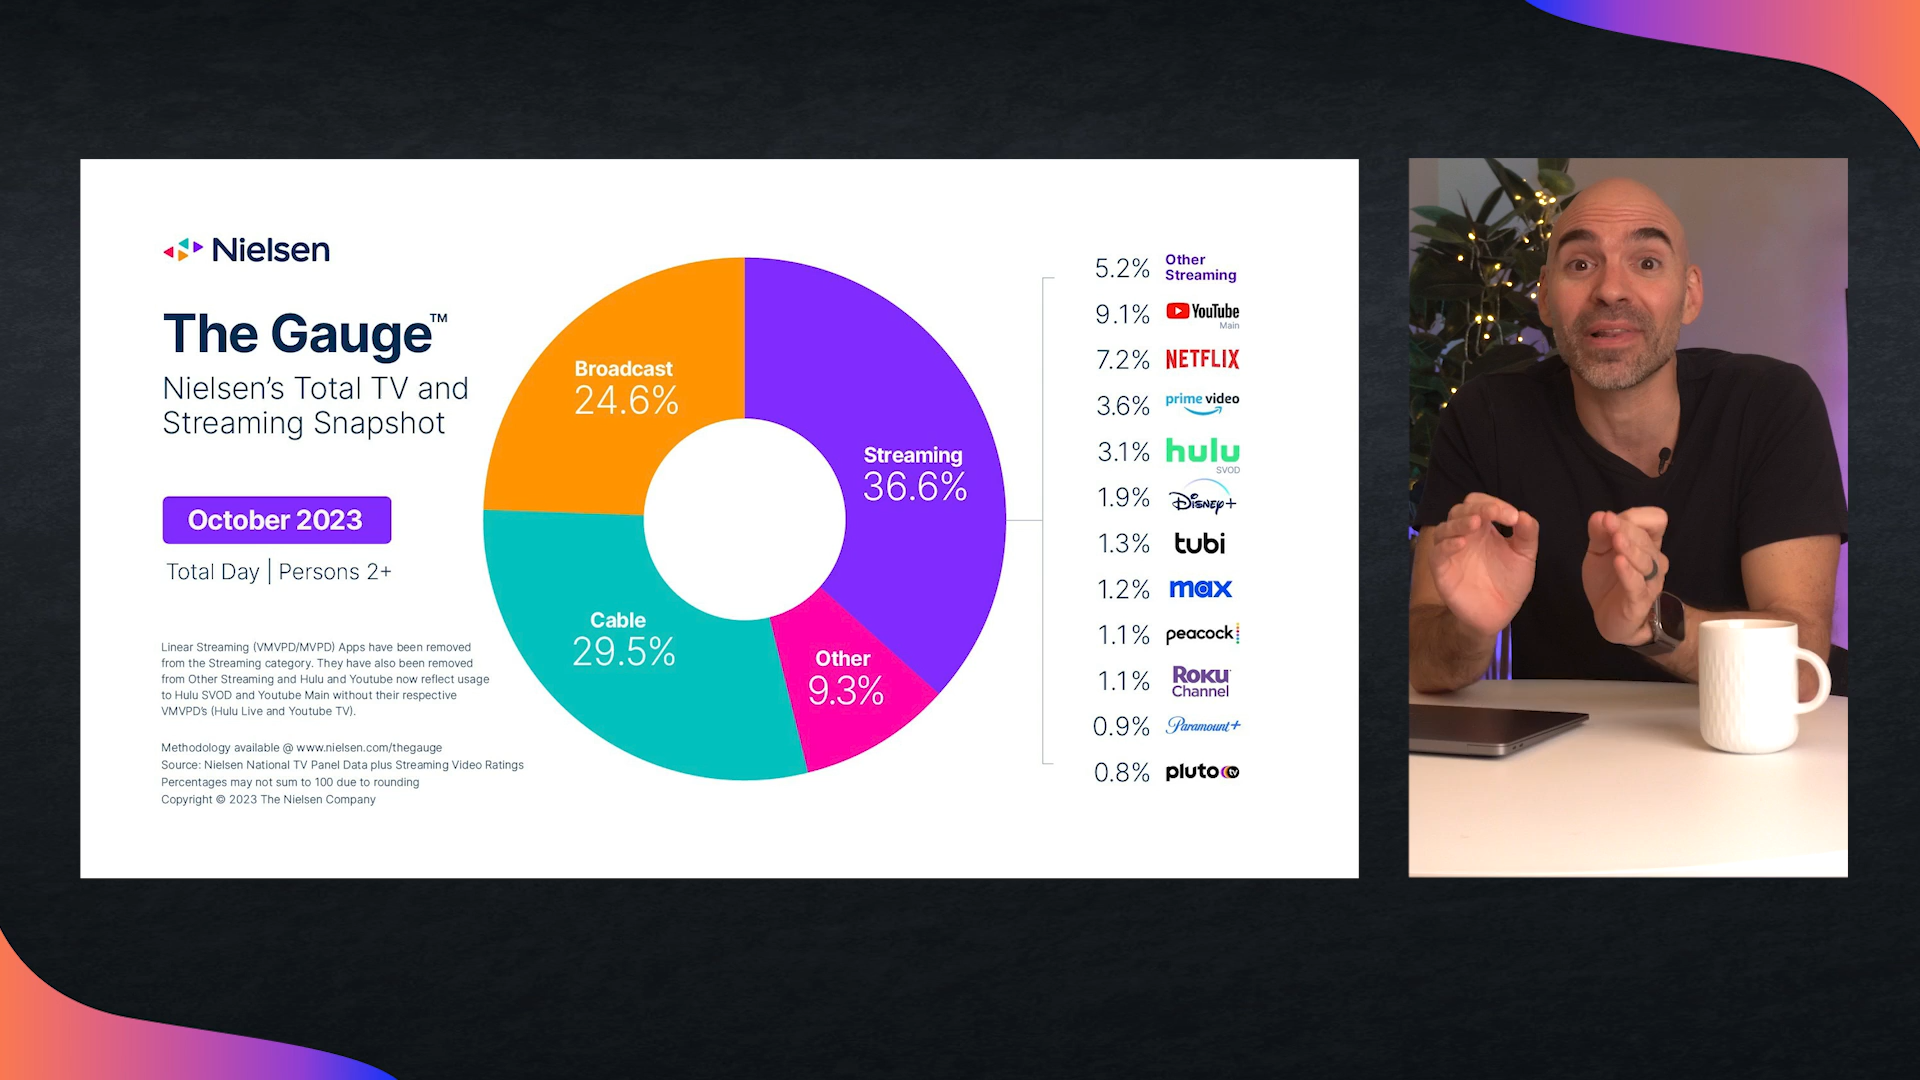 Nielsen
The Gauge™
Nielsen's Total TV and
Streaming Snapshot
October 2023
Total Day | Persons 2+
Linear Streaming (VMVPD/MVPD) Apps have been removed
from the Streaming category. They have also been removed
from Other Streaming and Hulu and Youtube now reflect usage
to Hulu SVOD and Youtube Main without their respective
VMVPD's (Hulu Live and Youtube TV).
Methodology available @ www.nielsen.com/thegauge
Source: Nielsen National TV Panel Data plus Streaming Video Ratings
Percentages may not sum to 100 due to rounding
Copyright © 2023 The Nielsen Company
Broadcast
24.6%
Streaming
36.6%
Cable
29.5%
Other
9.3%
5.2% Other
Streaming
9.1% YouTube
Main
7.2% NETFLIX
3.6% prime video
3.1% hulu
SVOD
1.9% Disney+
1.3% tubi
1.2% max
1.1% peacock
1.1% Roku
Channel
0.9% Paramount+
0.8% pluto tv